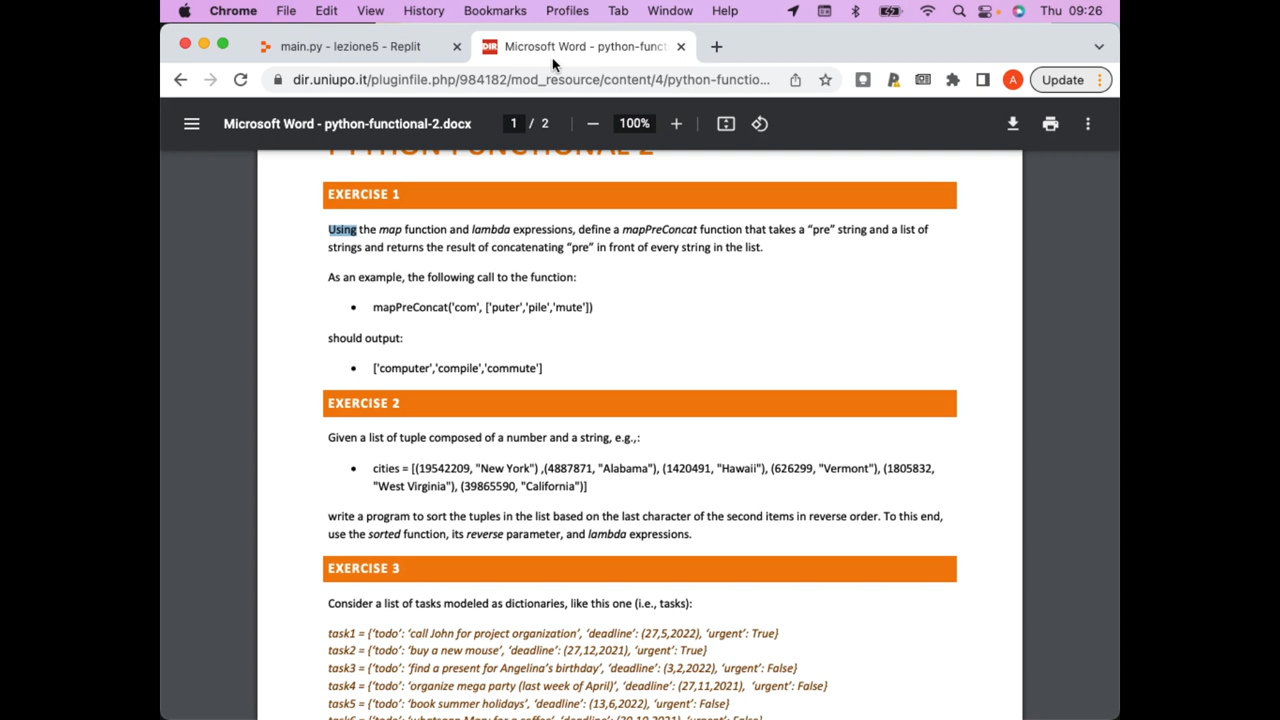 Chrome File Edit View History Bookmarks Profiles Tab Window Help Thu 09:26
main.py - lezione5 - Replit
DIR Microsoft Word - python-funct
dir.uniupo.it/pluginfile.php/984182/mod_resource/content/4/python-functio... A Update
Microsoft Word - python-functional-2.docx 1 / 2 100%
PYTHON FUNCTIONAL 2
EXERCISE 1
Using the map function and lambda expressions, define a mapPreConcat function that takes a “pre” string and a list of
strings and returns the result of concatenating “pre” in front of every string in the list.
As an example, the following call to the function:
• mapPreConcat('com', ['puter','pile','mute'])
should output:
• ['computer','compile','commute']
EXERCISE 2
Given a list of tuple composed of a number and a string, e.g.,:
• cities = [(19542209, "New York") ,(4887871, "Alabama"), (1420491, "Hawaii"), (626299, "Vermont"), (1805832,
"West Virginia"), (39865590, "California")]
write a program to sort the tuples in the list based on the last character of the second items in reverse order. To this end,
use the sorted function, its reverse parameter, and lambda expressions.
EXERCISE 3
Consider a list of tasks modeled as dictionaries, like this one (i.e., tasks):
task1 = {‘todo’: ‘call John for project organization’, ‘deadline’: (27,5,2022), ‘urgent’: True}
task2 = {‘todo’: ‘buy a new mouse’, ‘deadline’: (27,12,2021), ‘urgent’: True}
task3 = {‘todo’: ‘find a present for Angelina’s birthday’, ‘deadline’: (3,2,2022), ‘urgent’: False}
task4 = {‘todo’: ‘organize mega party (last week of April)’, ‘deadline’: (27,11,2021), ‘urgent’: False}
task5 = {‘todo’: ‘book summer holidays’, ‘deadline’: (13,6,2022), ‘urgent’: False}